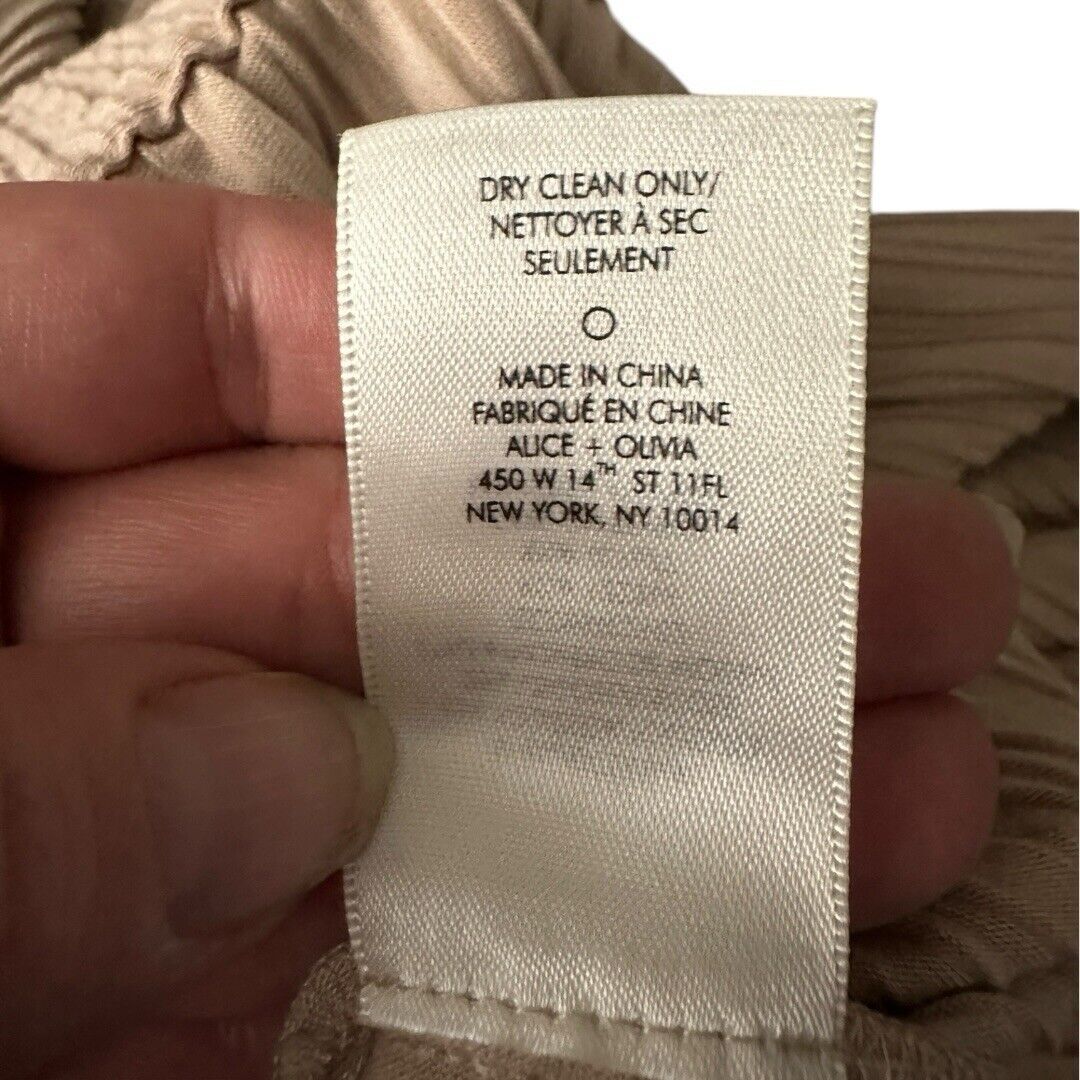 DRY CLEAN ONLY/
NETTOYER À SEC
SEULEMENT
MADE IN CHINA
FABRIQUÉ EN CHINE
ALICE + OLIVIA
450 W 14TH ST 11FL
NEW YORK, NY 10014